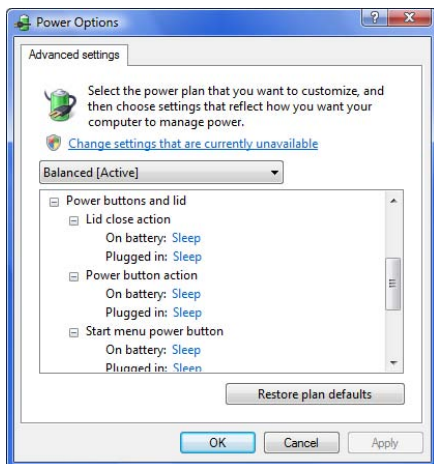 Power Options
Advanced settings
Select the power plan that you want to customize, and
then choose settings that reflect how you want your
computer to manage power.
Change settings that are currently unavailable
Balanced [Active]
Power buttons and lid
Lid close action
On battery: Sleep
Plugged in: Sleep
Power button action
On battery: Sleep
Plugged in: Sleep
Start menu power button
On battery: Sleep
Plugged in: Sleep
Restore plan defaults
OK
Cancel
Apply